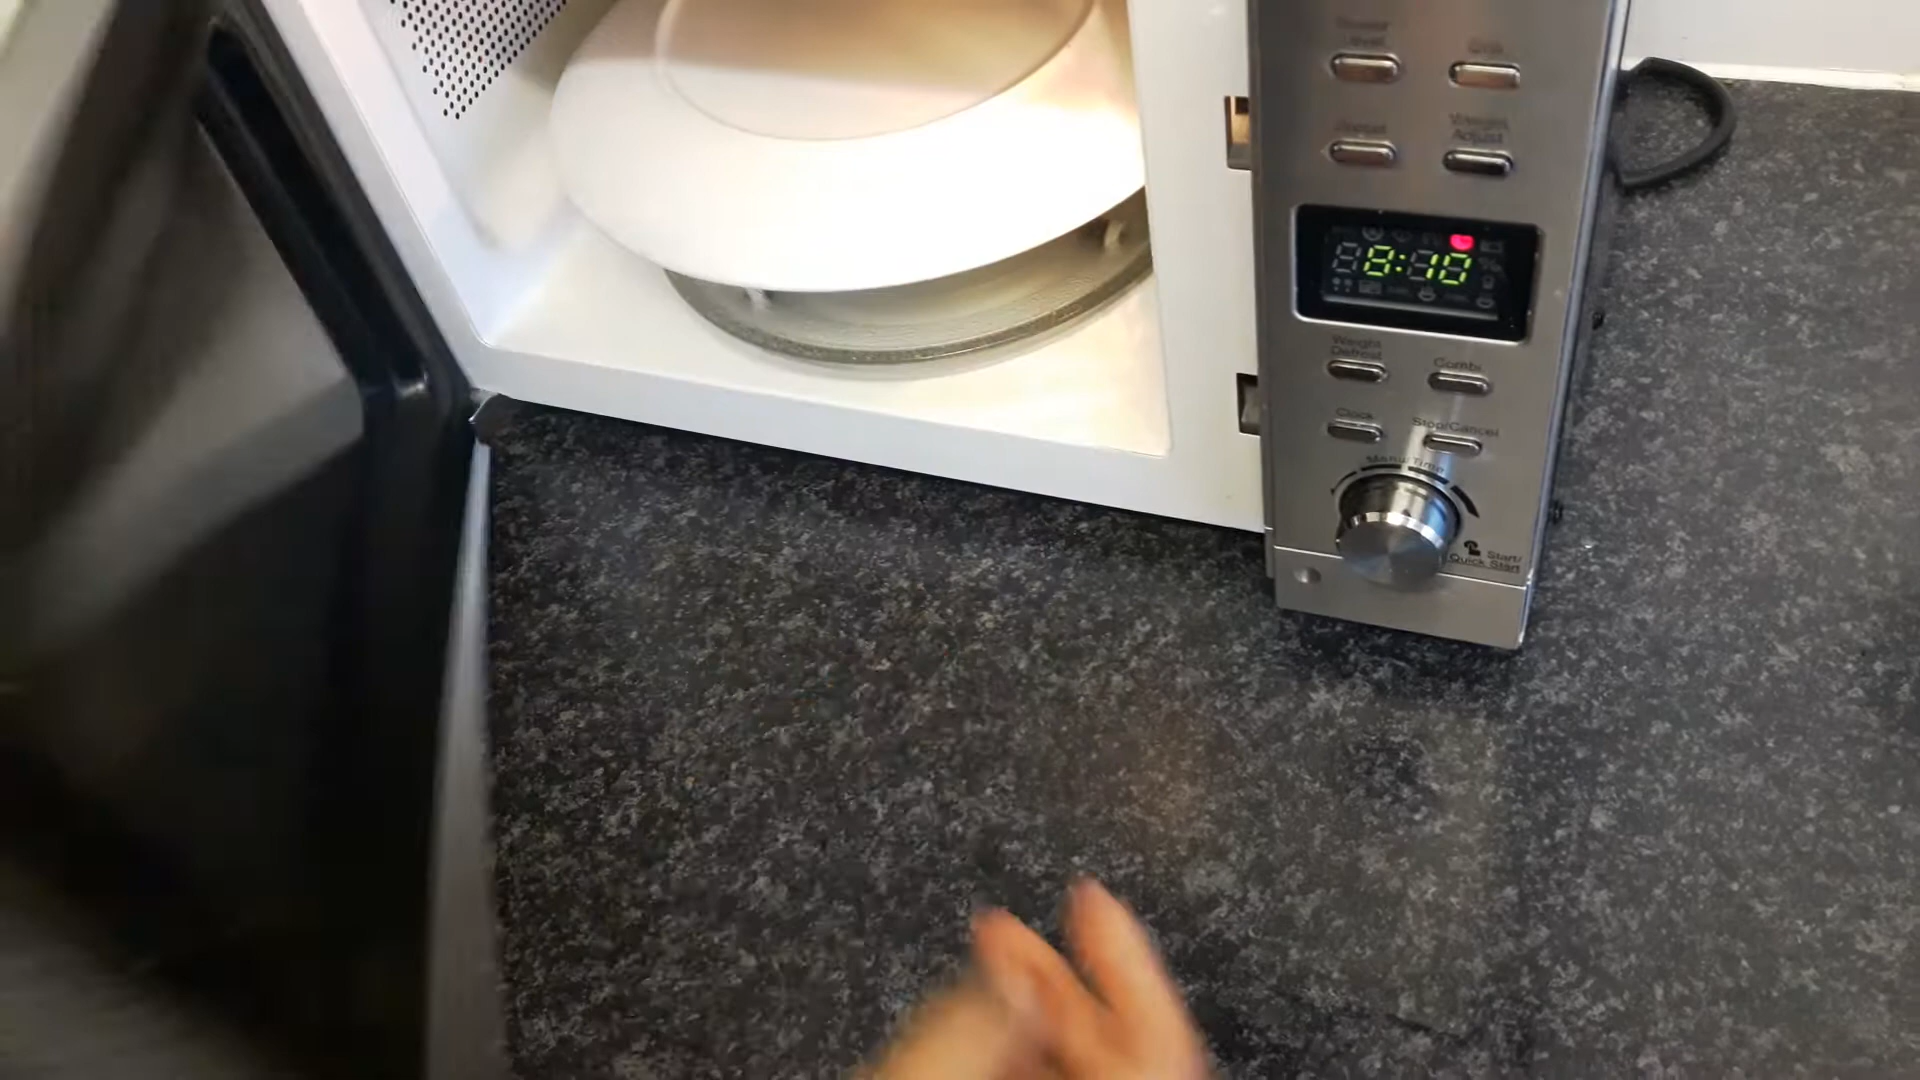 Power
Level
Grill
Preset
Weight
Adjust
8:18
Weight
Defrost
Combi.
Clock
Stop/Cancel
Menu/Time
Start/
Quick Start